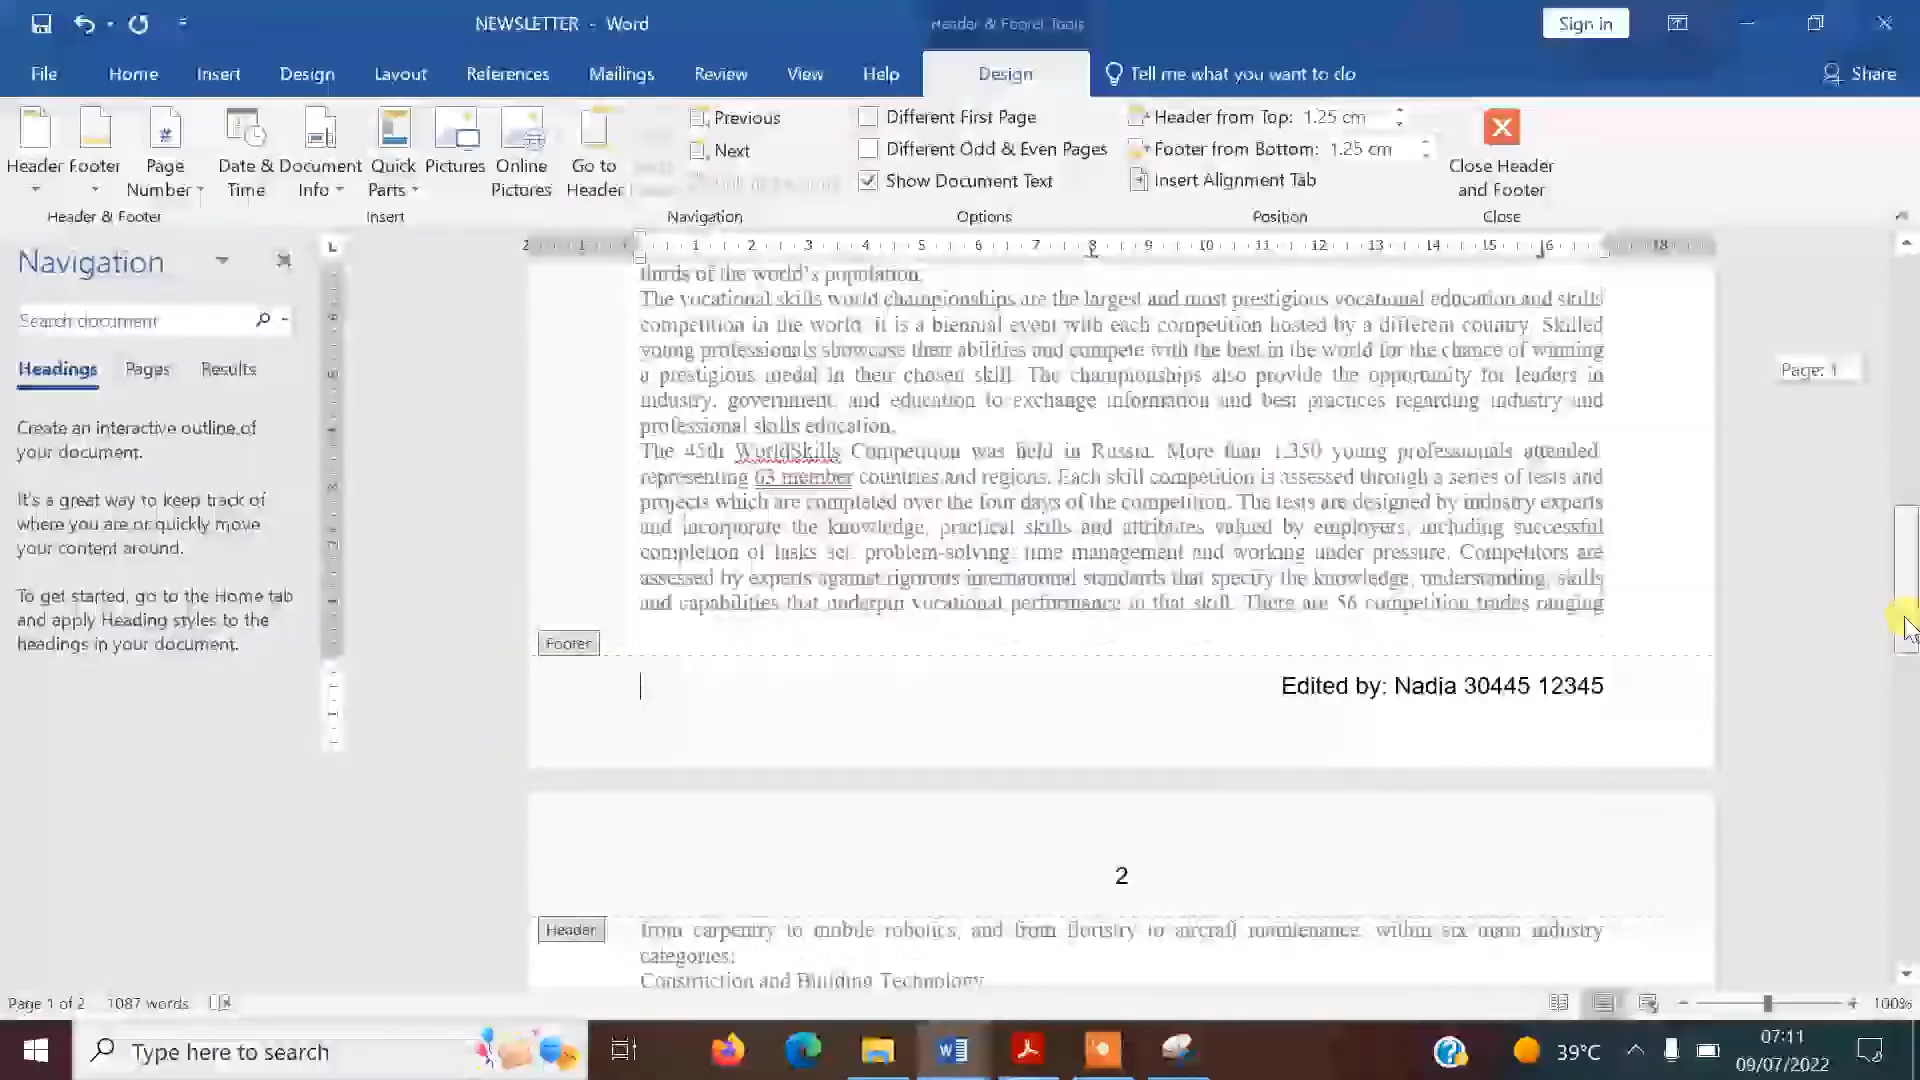 NEWSLETTER - Word
Header & Footer Tools
Sign in
File
Home
Insert
Design
Layout
References
Mailings
Review
View
Help
Design
Tell me what you want to do
Share
Header
Footer
Page Number
Date & Time
Document Info
Quick Parts
Pictures
Online Pictures
Go to Header
Previous
Next
Different First Page
Different Odd & Even Pages
Show Document Text
Header from Top: 1.25 cm
Footer from Bottom: 1.25 cm
Insert Alignment Tab
Close Header and Footer
Header & Footer
Insert
Navigation
Options
Position
Close
2 1 1 2 3 4 5 6 7 8 9 10 11 12 13 14 15 16 18
Navigation
Search document
Headings
Pages
Results
Create an interactive outline of
your document.
It's a great way to keep track of
where you are or quickly move
your content around.
To get started, go to the Home tab
and apply Heading styles to the
headings in your document.
thirds of the world's population.
The vocational skills world championships are the largest and most prestigious vocational education and skills
competition in the world. It is a biennial event with each competition hosted by a different country. Skilled
young professionals showcase their abilities and compete with the best in the world for the chance of winning
a prestigious medal in their chosen skill. The championships also provide the opportunity for leaders in
industry, government, and education to exchange information and best practices regarding industry and
professional skills education.
The 45th WorldSkills Competition was held in Russia. More than 1,350 young professionals attended,
representing 63 member countries and regions. Each skill competition is assessed through a series of tests and
projects which are completed over the four days of the competition. The tests are designed by industry experts
and incorporate the knowledge, practical skills and attributes valued by employers, including successful
completion of tasks set, problem-solving, time management and working under pressure. Competitors are
assessed by experts against rigorous international standards that specify the knowledge, understanding, skills
and capabilities that underpin vocational performance in that skill. There are 56 competition trades ranging
Page: 1
Footer
Edited by: Nadia 30445 12345
2
Header
from carpentry to mobile robotics, and from floristry to aircraft maintenance, within six main industry
categories:
Construction and Building Technology
Page 1 of 2
1087 words
100%
Type here to search
39°C
07:11
09/07/2022